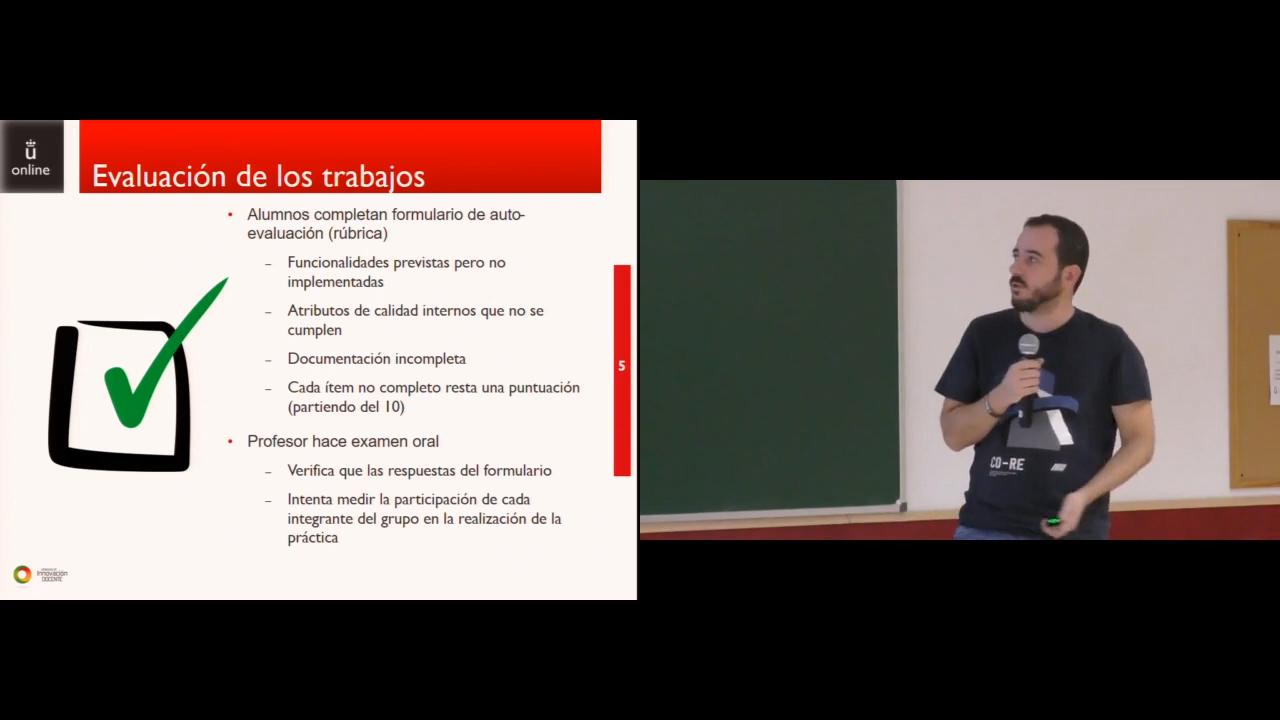 ü
online
Evaluación de los trabajos
• Alumnos completan formulario de auto-
evaluación (rúbrica)
– Funcionalidades previstas pero no
implementadas
– Atributos de calidad internos que no se
cumplen
– Documentación incompleta
– Cada ítem no completo resta una puntuación
(partiendo del 10)
• Profesor hace examen oral
– Verifica que las respuestas del formulario
– Intenta medir la participación de cada
integrante del grupo en la realización de la
práctica
5
Innovación
DOCENTE
CO-RE